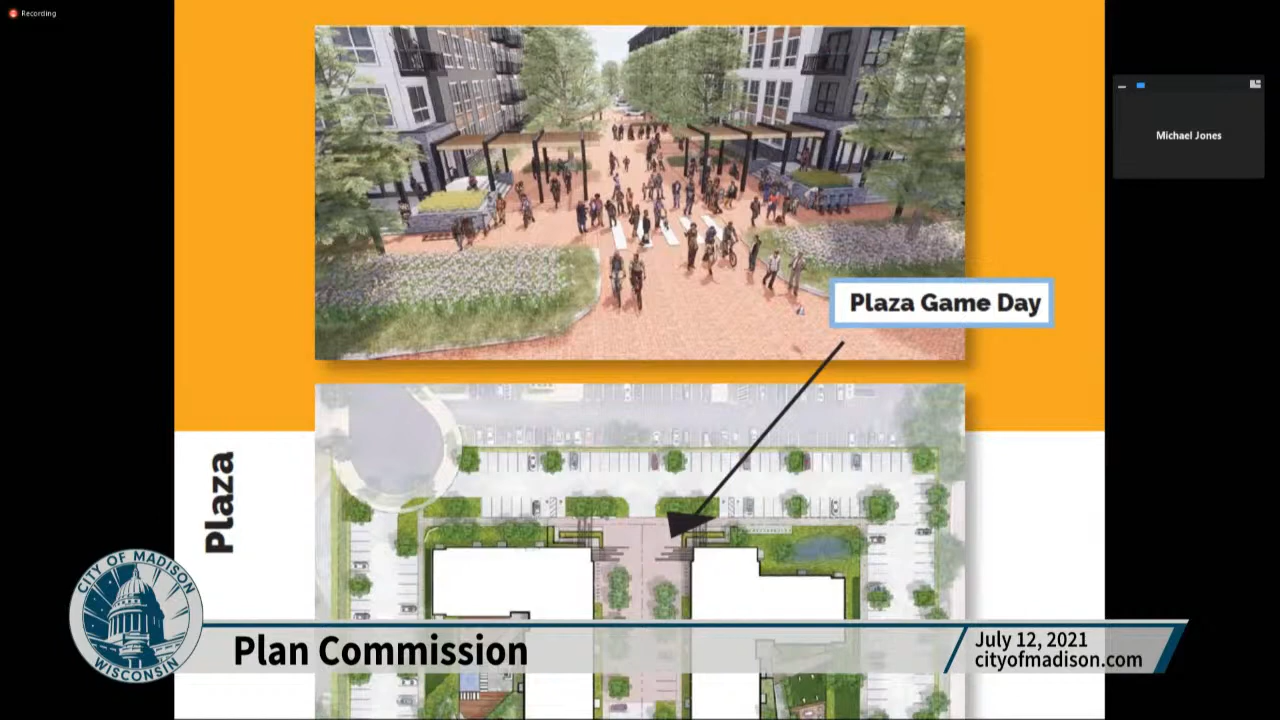 Recording
Michael Jones
Plaza Game Day
Plaza
CITY OF MADISON
WISCONSIN
Plan Commission
July 12, 2021
cityofmadison.com